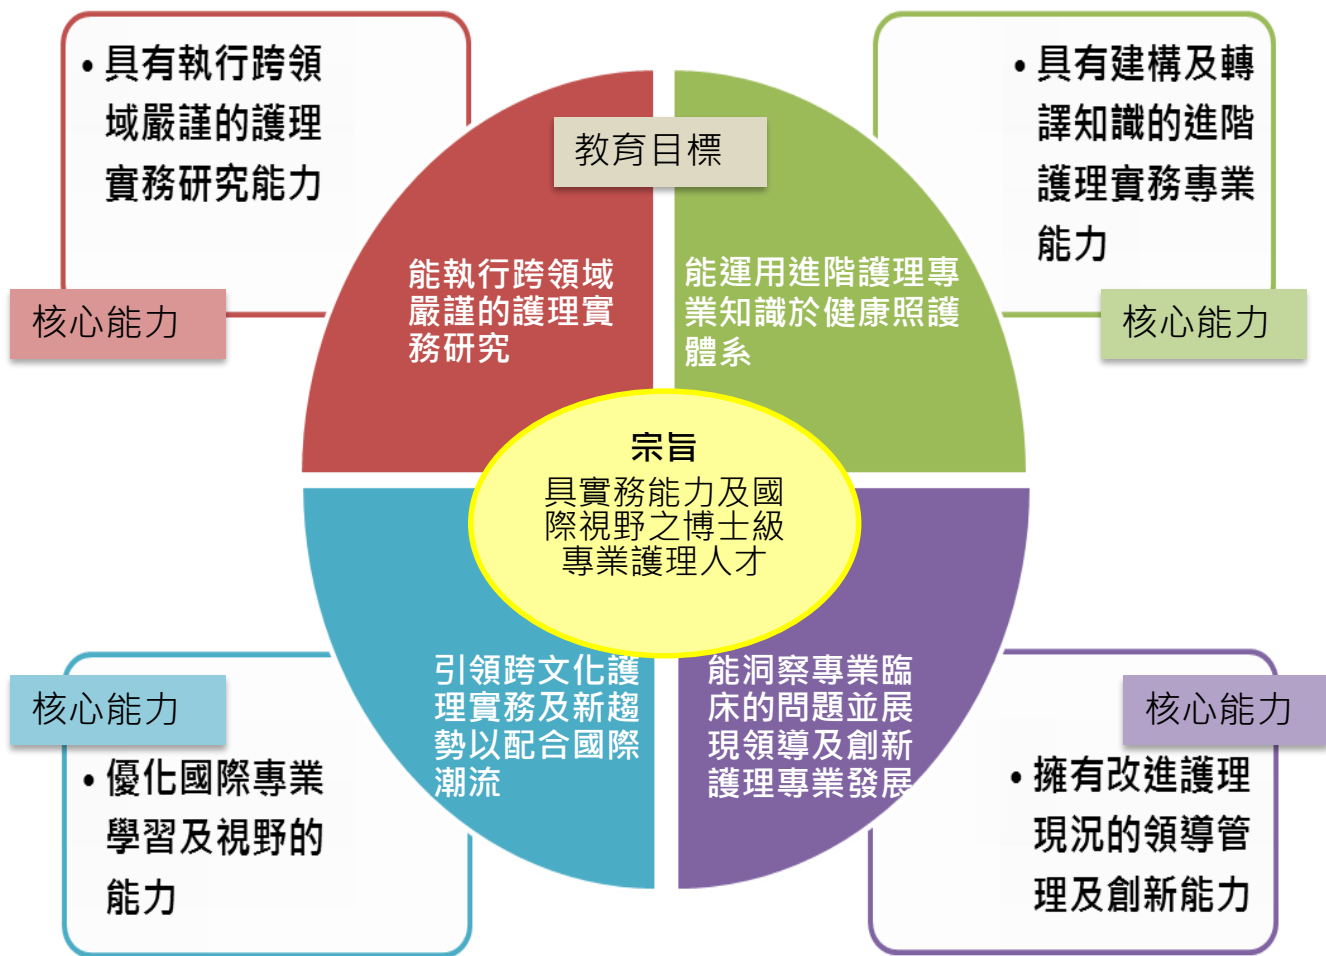 • 具有執行跨領
域嚴謹的護理
實務研究能力
核心能力
• 具有建構及轉
譯知識的進階
護理實務專業
能力
核心能力
教育目標
能執行跨領域
嚴謹的護理實
務研究
能運用進階護理專
業知識於健康照護
體系
宗旨
具實務能力及國
際視野之博士級
專業護理人才
引領跨文化護
理實務及新趨
勢以配合國際
潮流
能洞察專業臨
床的問題並展
現領導及創新
護理專業發展
核心能力
• 優化國際專業
學習及視野的
能力
核心能力
• 擁有改進護理
現況的領導管
理及創新能力